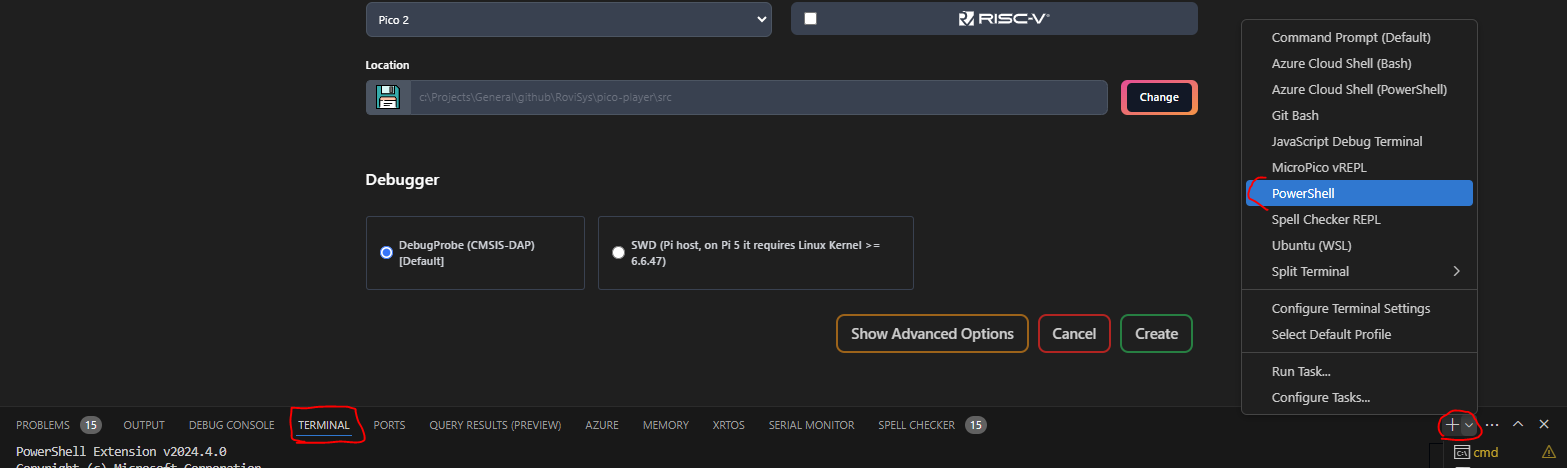 Pico 2
RISC-V®
Location
c:\Projects\General\github\RoviSys\pico-player\src
Change
Debugger
DebugProbe (CMSIS-DAP)
[Default]
SWD (Pi host, on Pi 5 it requires Linux Kernel >=
6.6.47)
Show Advanced Options
Cancel
Create
Command Prompt (Default)
Azure Cloud Shell (Bash)
Azure Cloud Shell (PowerShell)
Git Bash
JavaScript Debug Terminal
MicroPico vREPL
PowerShell
Spell Checker REPL
Ubuntu (WSL)
Split Terminal
Configure Terminal Settings
Select Default Profile
Run Task...
Configure Tasks...
PROBLEMS 15 OUTPUT DEBUG CONSOLE TERMINAL PORTS QUERY RESULTS (PREVIEW) AZURE MEMORY XRTOS SERIAL MONITOR SPELL CHECKER 15
PowerShell Extension v2024.4.0
Copyright (c) Microsoft Corporation
cmd